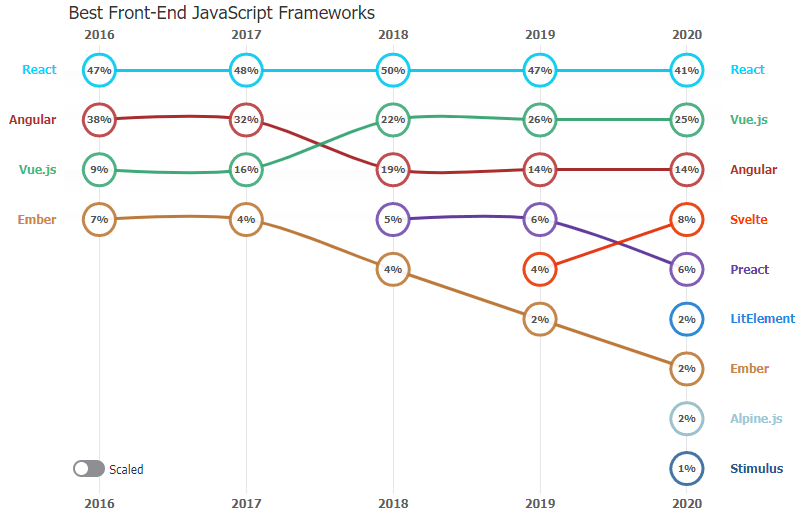 Best Front-End JavaScript Frameworks
2016 2017 2018 2019 2020
React 47% 48% 50% 47% 41% React
Angular 38% 32% 22% 26% 25% Vue.js
Vue.js 9% 16% 19% 14% 14% Angular
Ember 7% 4% 5% 6% 8% Svelte
4% 4% 6% Preact
2% 2% LitElement
2% Ember
2% Alpine.js
Scaled 1% Stimulus
2016 2017 2018 2019 2020